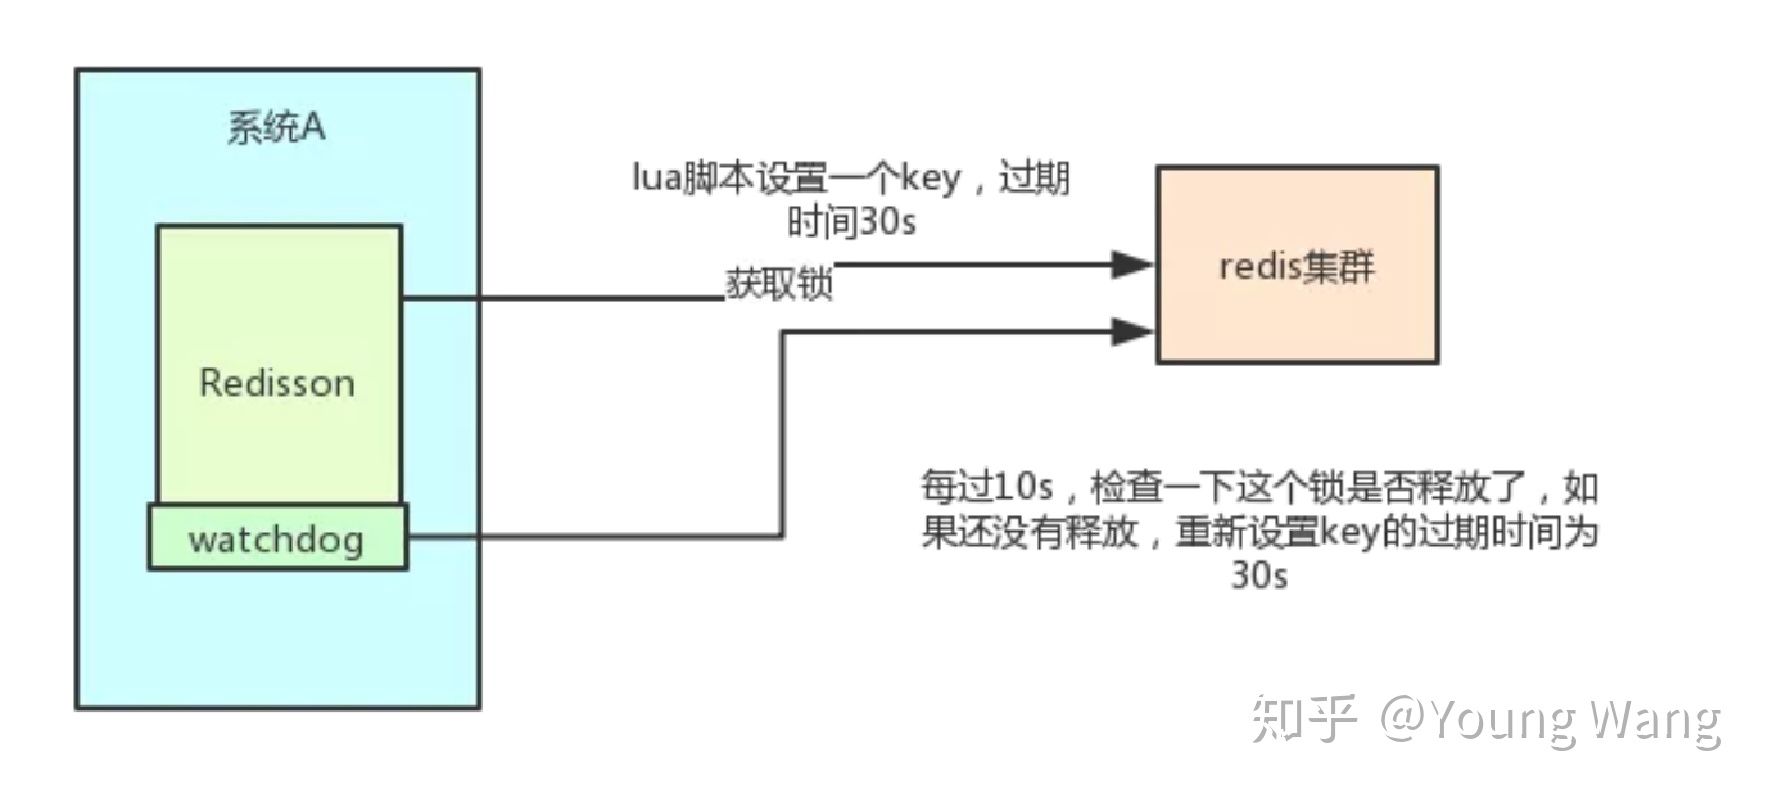 系统A
lua脚本设置一个key，过期
时间30s
获取锁
redis集群
Redisson
watchdog
每过10s，检查一下这个锁是否释放了，如
果还没有释放，重新设置key的过期时间为
30s
知乎 @Young Wang